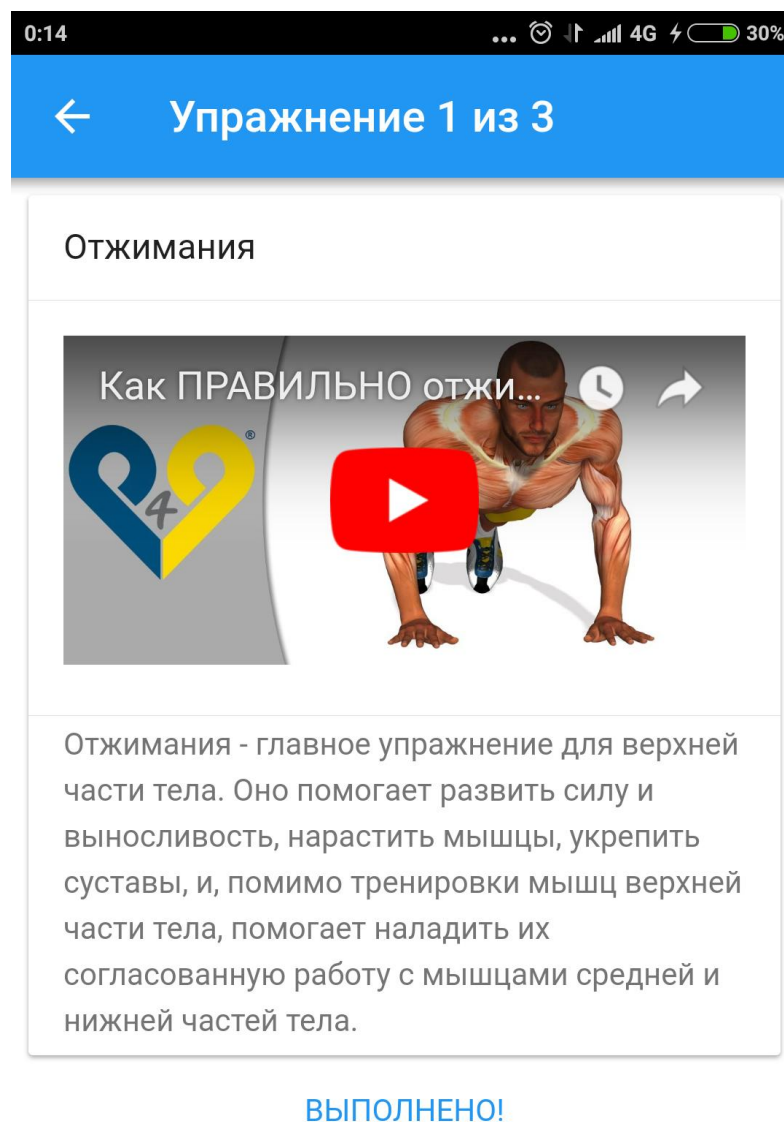 0:14 ... 4G 30%
Упражнение 1 из 3
Отжимания
Как ПРАВИЛЬНО отжи...
®
4
Отжимания - главное упражнение для верхней
части тела. Оно помогает развить силу и
выносливость, нарастить мышцы, укрепить
суставы, и, помимо тренировки мышц верхней
части тела, помогает наладить их
согласованную работу с мышцами средней и
нижней частей тела.
ВЫПОЛНЕНО!